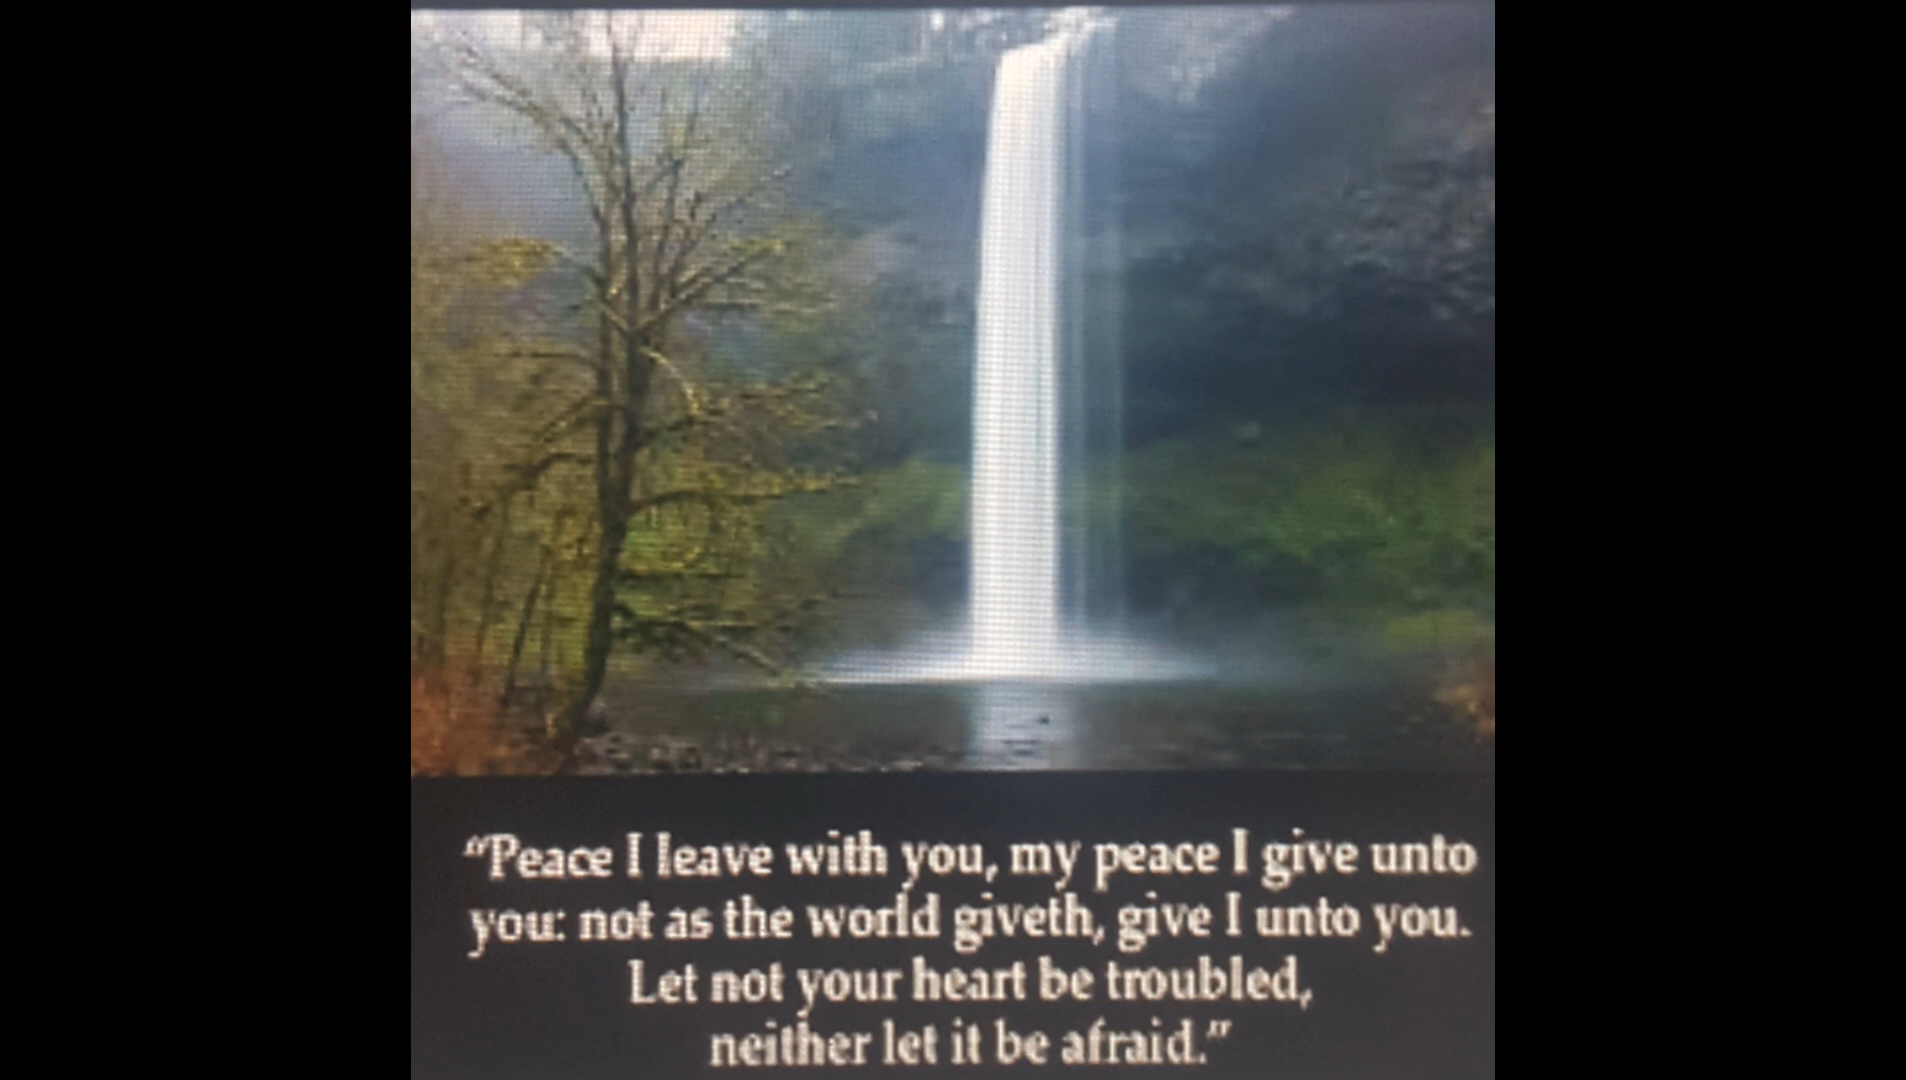 “Peace I leave with you, my peace I give unto
you: not as the world giveth, give I unto you.
Let not your heart be troubled,
neither let it be afraid.”